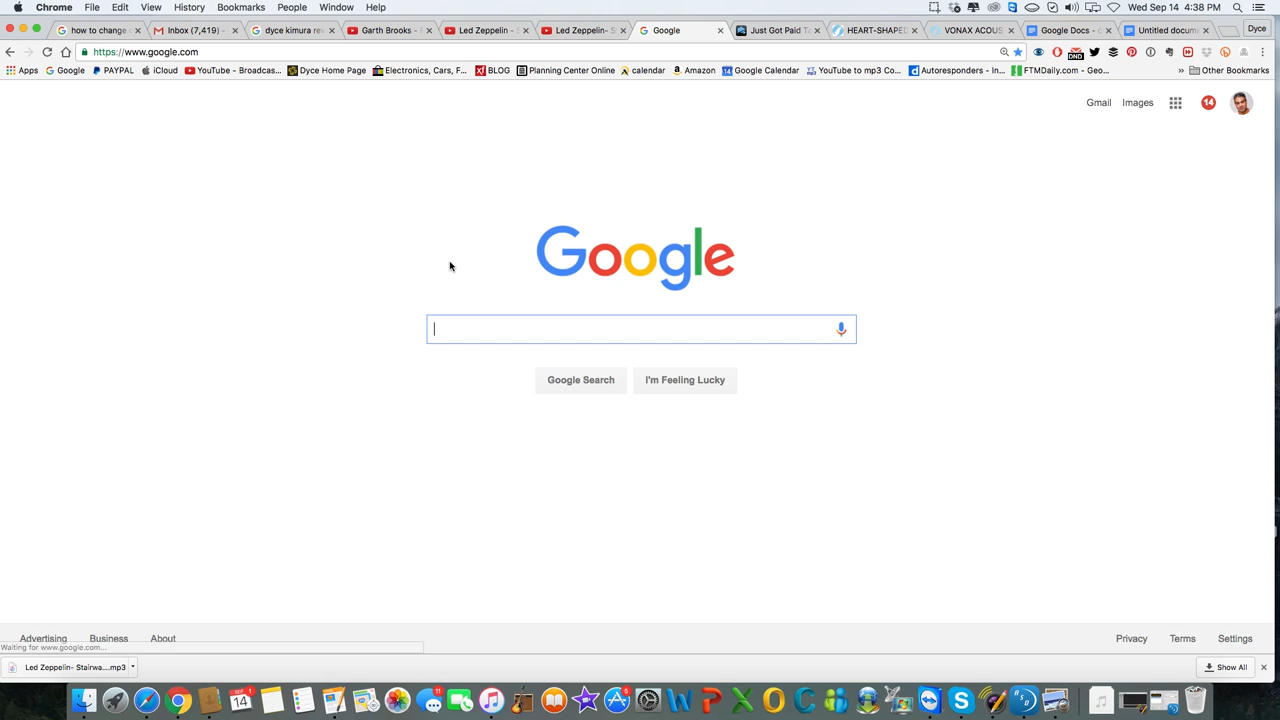 Chrome File Edit View History Bookmarks People Window Help Wed Sep 14 4:38 PM
how to change Inbox (7,419) - dyce kimura rev Garth Brooks - Led Zeppelin - Led Zeppelin- S Google Just Got Paid T HEART-SHAPED VONAX ACOUS Google Docs - c Untitled docum Dyce
https://www.google.com DND
Apps Google PAYPAL iCloud YouTube - Broadcas... Dyce Home Page Electronics, Cars, F... BLOG Planning Center Online calendar Amazon Google Calendar YouTube to mp3 Co... Autoresponders - In... FTMDaily.com - Geo... » Other Bookmarks
Gmail Images 14
Google
Google Search I'm Feeling Lucky
Advertising Business About Privacy Terms Settings
Waiting for www.google.com...
Led Zeppelin- Stairwa....mp3 Show All